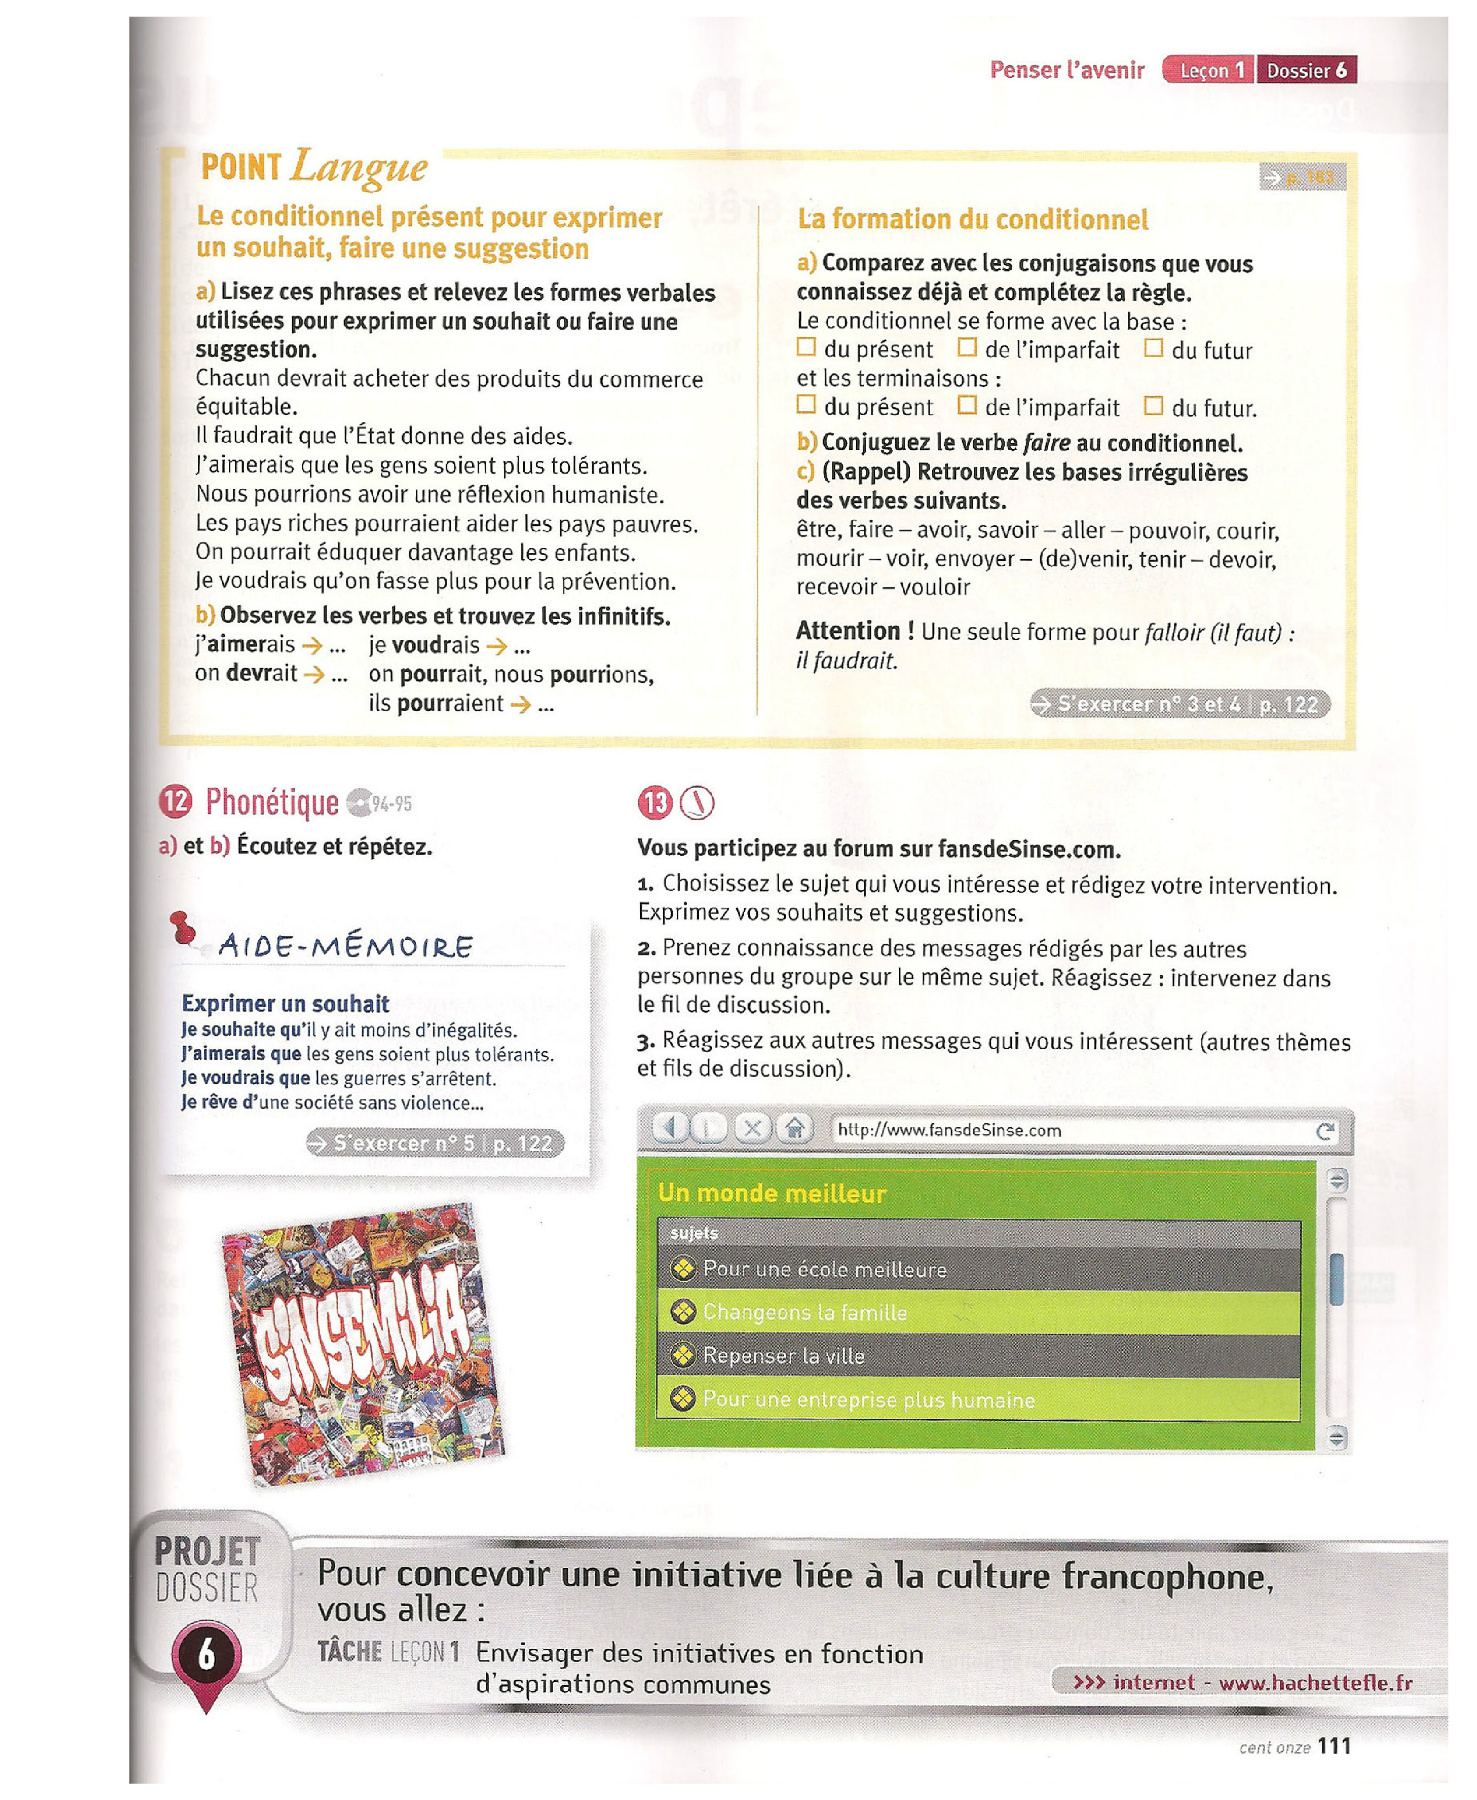 Penser l'avenir Leçon 1 Dossier 6
POINT Langue
→ p. 183
Le conditionnel présent pour exprimer
un souhait, faire une suggestion
a) Lisez ces phrases et relevez les formes verbales
utilisées pour exprimer un souhait ou faire une
suggestion.
Chacun devrait acheter des produits du commerce
équitable.
Il faudrait que l'État donne des aides.
J'aimerais que les gens soient plus tolérants.
Nous pourrions avoir une réflexion humaniste.
Les pays riches pourraient aider les pays pauvres.
On pourrait éduquer davantage les enfants.
Je voudrais qu'on fasse plus pour la prévention.
b) Observez les verbes et trouvez les infinitifs.
j'aimerais → ... je voudrais → ...
on devrait → ... on pourrait, nous pourrions,
ils pourraient → ...
La formation du conditionnel
a) Comparez avec les conjugaisons que vous
connaissez déjà et complétez la règle.
Le conditionnel se forme avec la base :
☐ du présent ☐ de l'imparfait ☐ du futur
et les terminaisons :
☐ du présent ☐ de l'imparfait ☐ du futur.
b) Conjuguez le verbe faire au conditionnel.
c) (Rappel) Retrouvez les bases irrégulières
des verbes suivants.
être, faire – avoir, savoir – aller – pouvoir, courir,
mourir – voir, envoyer – (de)venir, tenir – devoir,
recevoir – vouloir
Attention ! Une seule forme pour falloir (il faut) :
il faudrait.
→ S'exercer n° 3 et 4 | p. 122
12 Phonétique 94-95
a) et b) Écoutez et répétez.
AIDE-MÉMOIRE
Exprimer un souhait
Je souhaite qu'il y ait moins d'inégalités.
J'aimerais que les gens soient plus tolérants.
Je voudrais que les guerres s'arrêtent.
Je rêve d'une société sans violence...
→ S'exercer n° 5 | p. 122
SiNSEMiLiA
13
Vous participez au forum sur fansdeSinse.com.
1. Choisissez le sujet qui vous intéresse et rédigez votre intervention.
Exprimez vos souhaits et suggestions.
2. Prenez connaissance des messages rédigés par les autres
personnes du groupe sur le même sujet. Réagissez : intervenez dans
le fil de discussion.
3. Réagissez aux autres messages qui vous intéressent (autres thèmes
et fils de discussion).
http://www.fansdeSinse.com
Un monde meilleur
sujets
Pour une école meilleure
Changeons la famille
Repenser la ville
Pour une entreprise plus humaine
PROJET
DOSSIER
6
Pour concevoir une initiative liée à la culture francophone,
vous allez :
TÂCHE LEÇON 1 Envisager des initiatives en fonction
d'aspirations communes
>>> internet - www.hachettefle.fr
cent onze 111